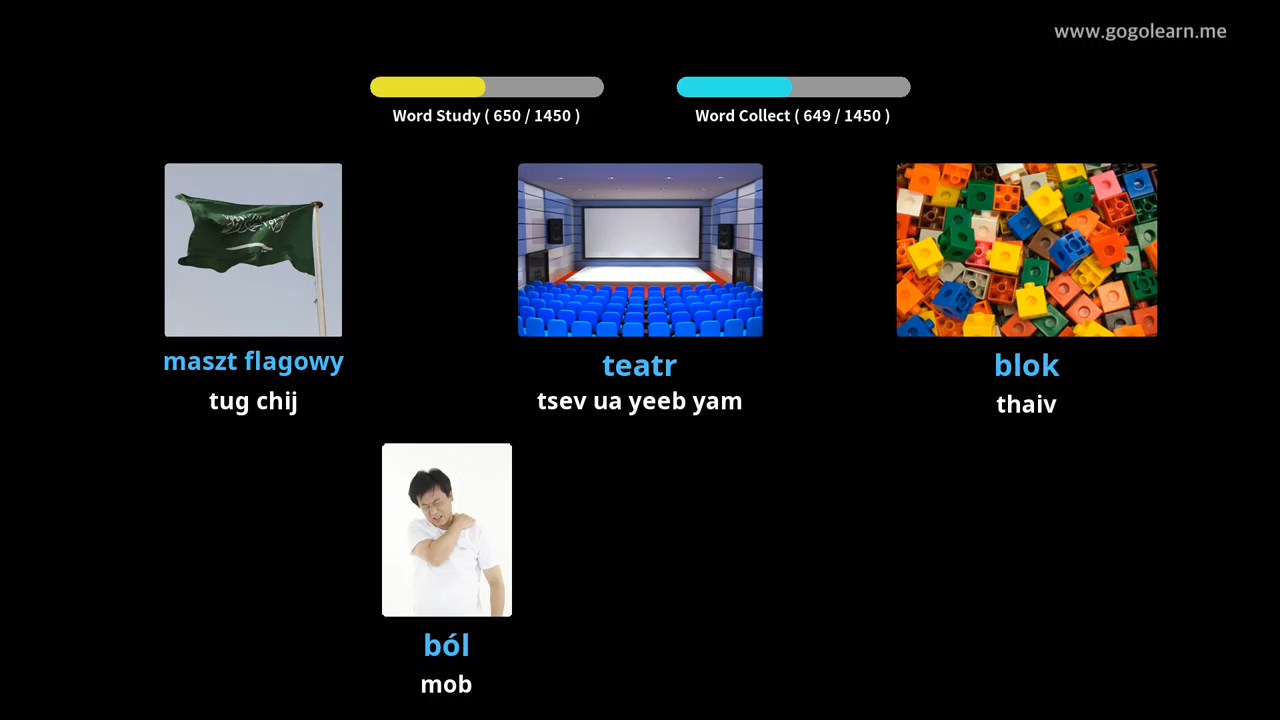 www.gogolearn.me
Word Study ( 650 / 1450 )
Word Collect ( 649 / 1450 )
maszt flagowy
tug chij
teatr
tsev ua yeeb yam
blok
thaiv
ból
mob